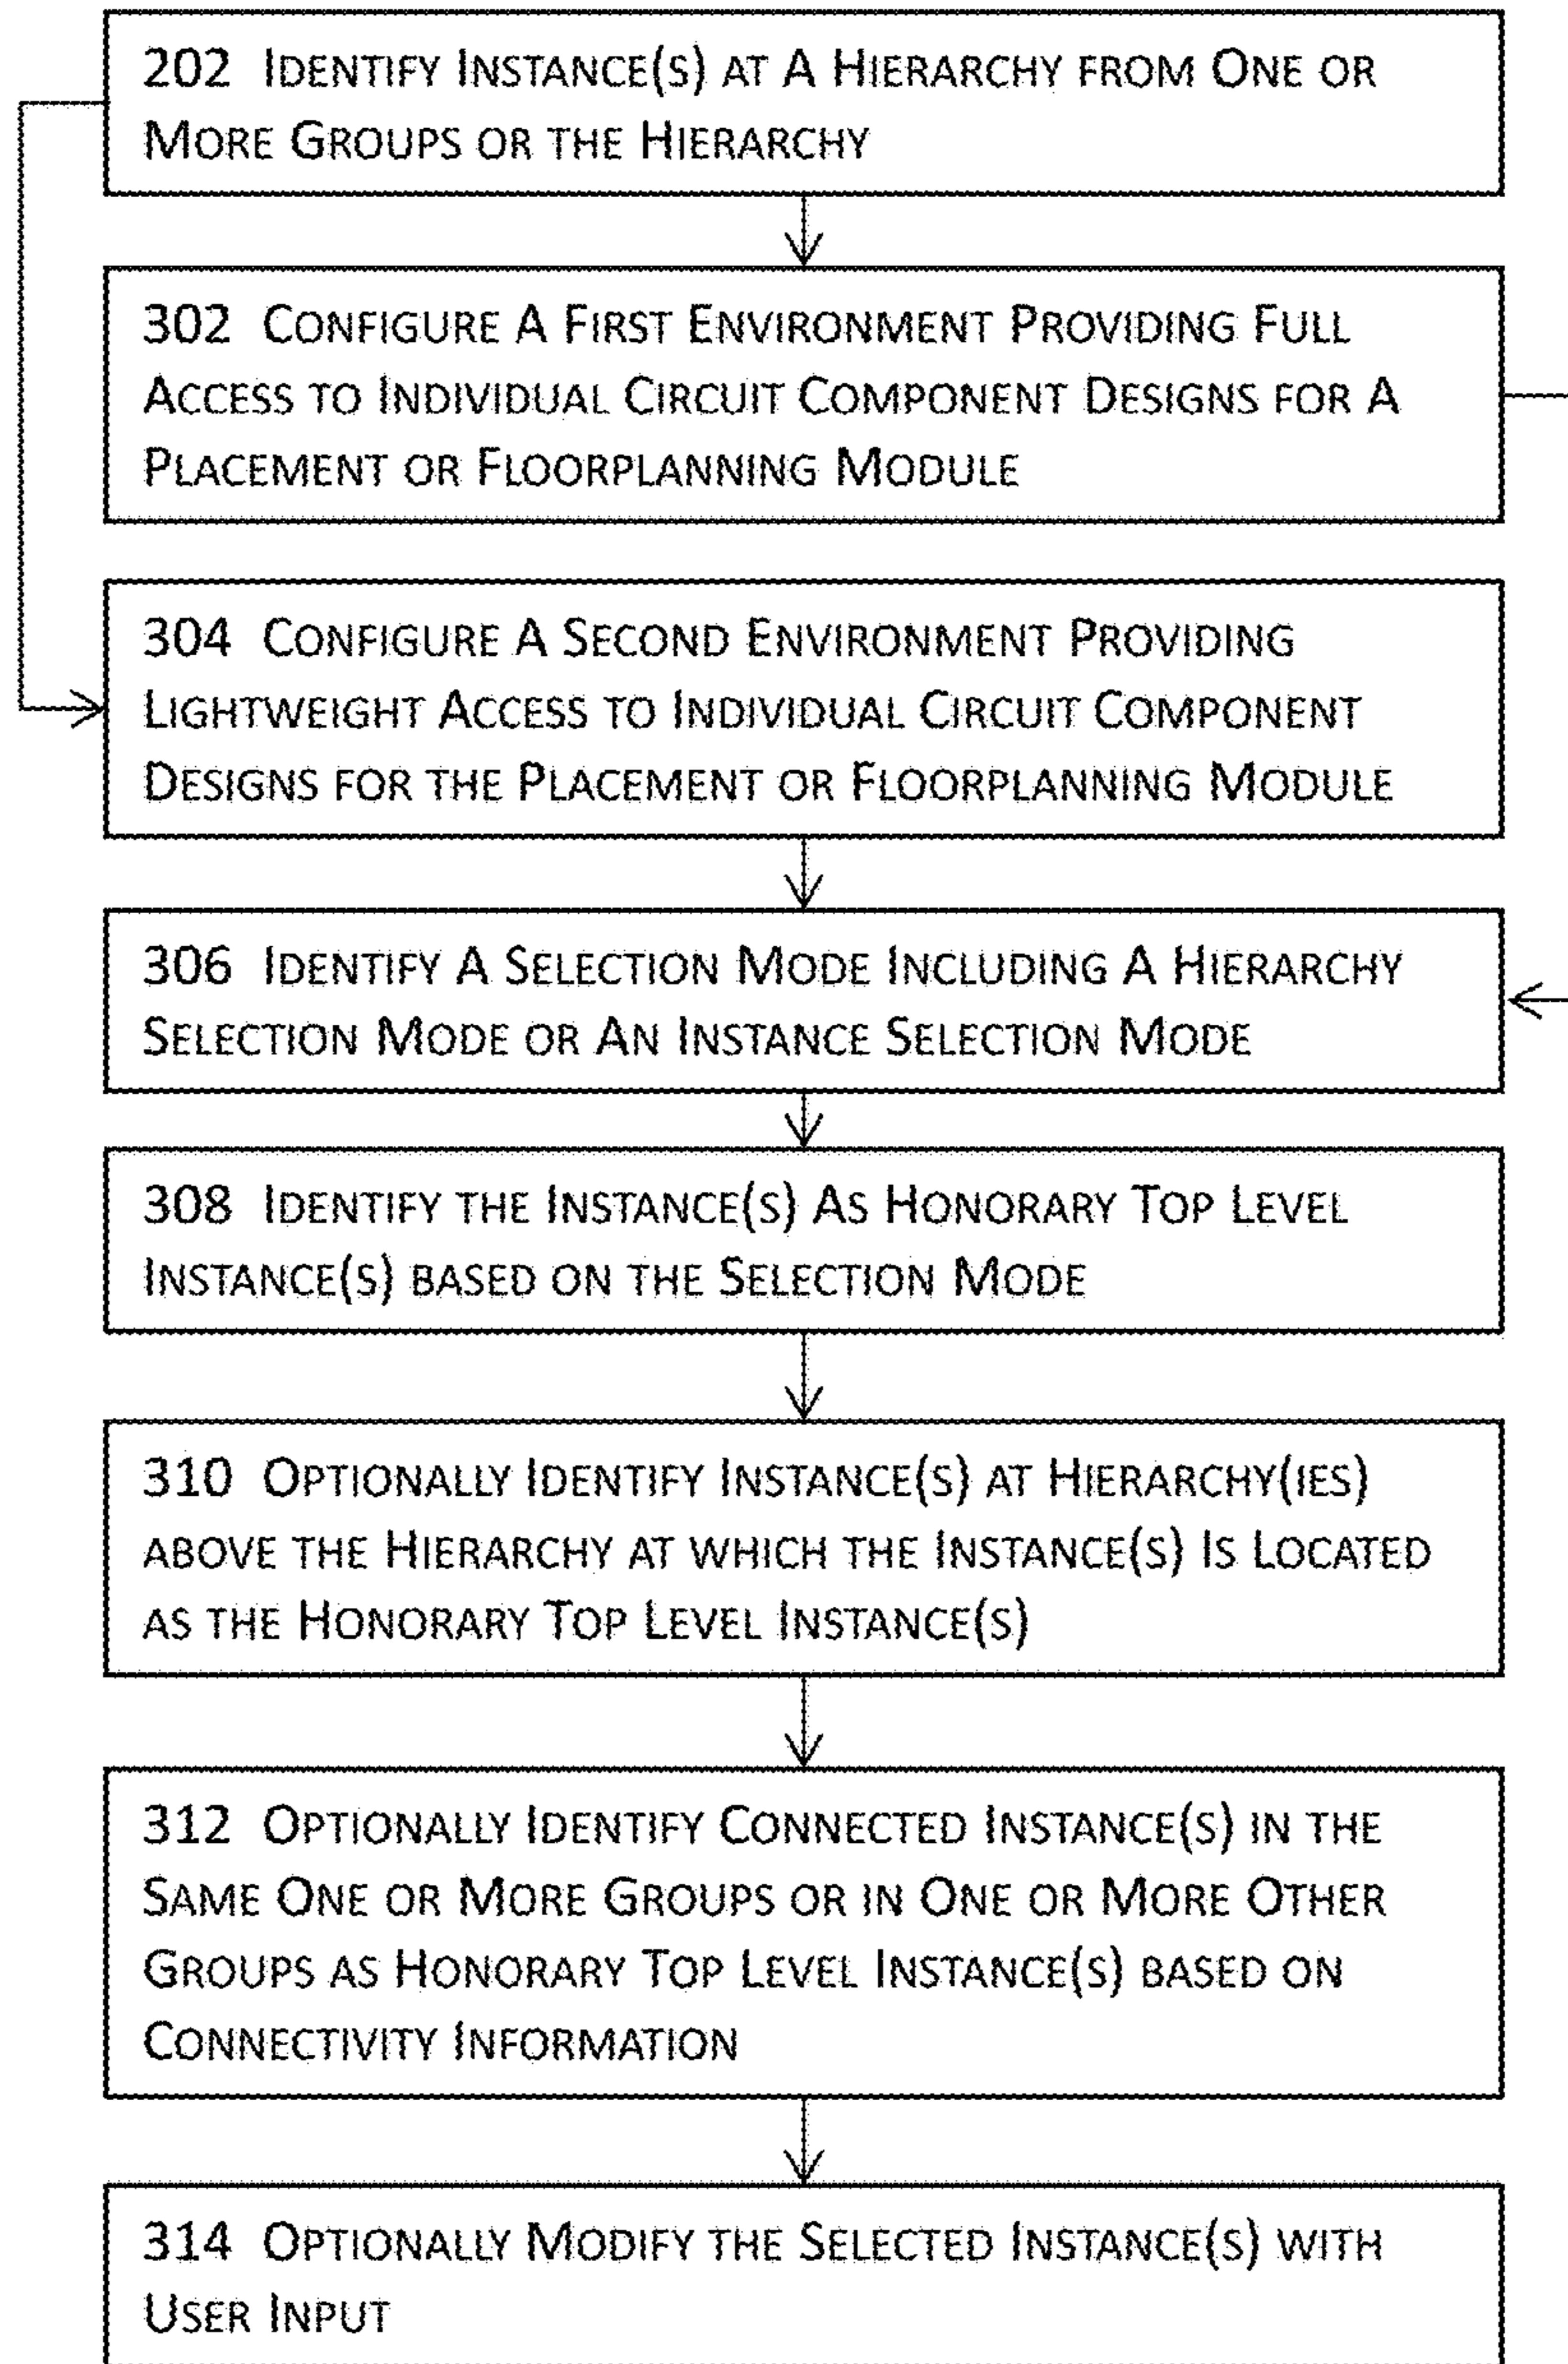 202 Identify Instance(s) at A Hierarchy from One or
More Groups or the Hierarchy
302 Configure A First Environment Providing Full
Access to Individual Circuit Component Designs for A
Placement or Floorplanning Module
304 Configure A Second Environment Providing
Lightweight Access to Individual Circuit Component
Designs for the Placement or Floorplanning Module
306 Identify A Selection Mode Including A Hierarchy
Selection Mode or An Instance Selection Mode
308 Identify the Instance(s) As Honorary Top Level
Instance(s) based on the Selection Mode
310 Optionally Identify Instance(s) at Hierarchy(ies)
above the Hierarchy at which the Instance(s) Is Located
as the Honorary Top Level Instance(s)
312 Optionally Identify Connected Instance(s) in the
Same One or More Groups or in One or More Other
Groups as Honorary Top Level Instance(s) based on
Connectivity Information
314 Optionally Modify the Selected Instance(s) with
User Input